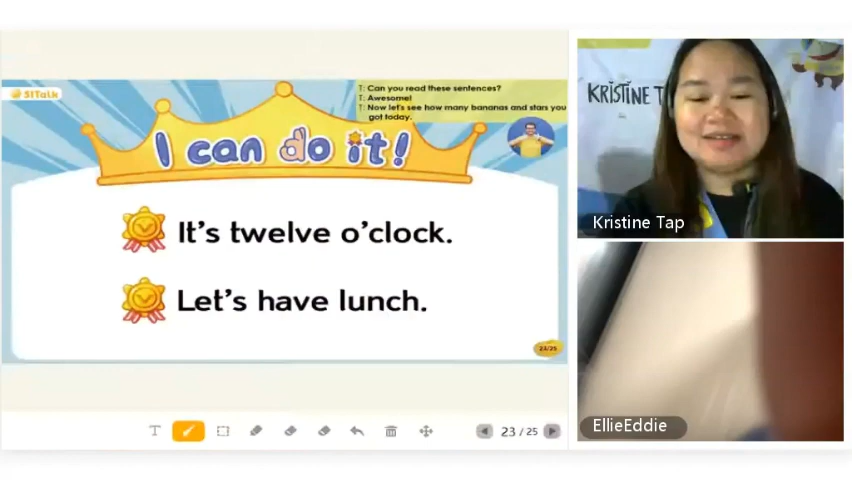 51Talk
T: Can you read these sentences?
T: Awesome!
T: Now let's see how many bananas and stars you
got today.
I can do it!
It's twelve o'clock.
Let's have lunch.
23/25
T
23 / 25
KRISTINE T
Kristine Tap
EllieEddie